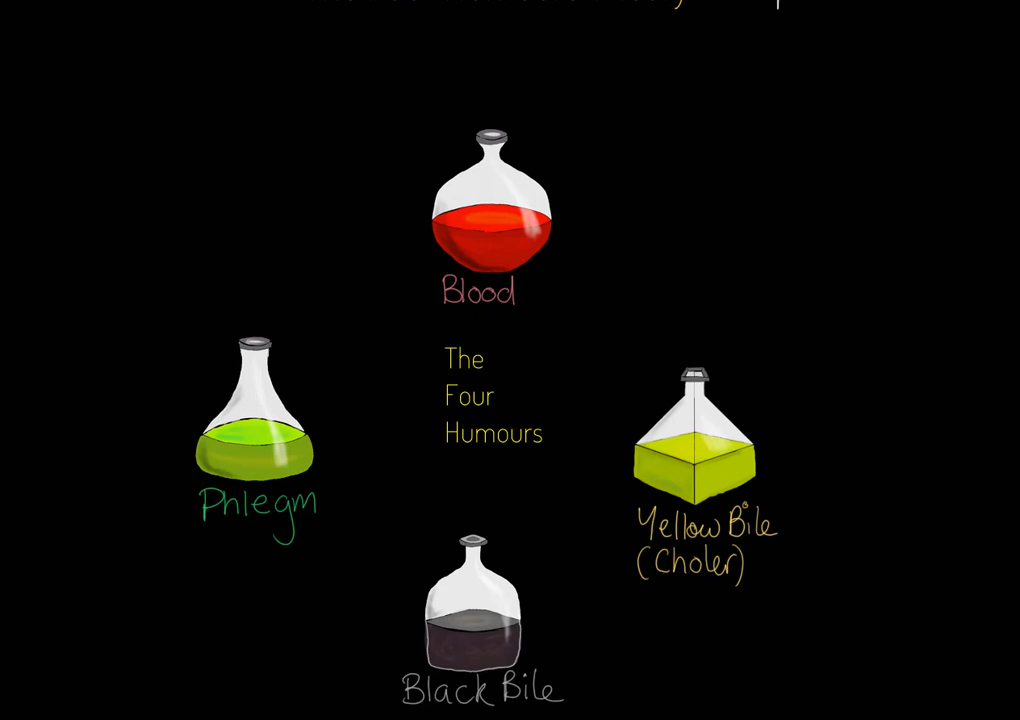 Blood
The
Four
Humours
Phlegm
Yellow Bile
(Choler)
Black Bile